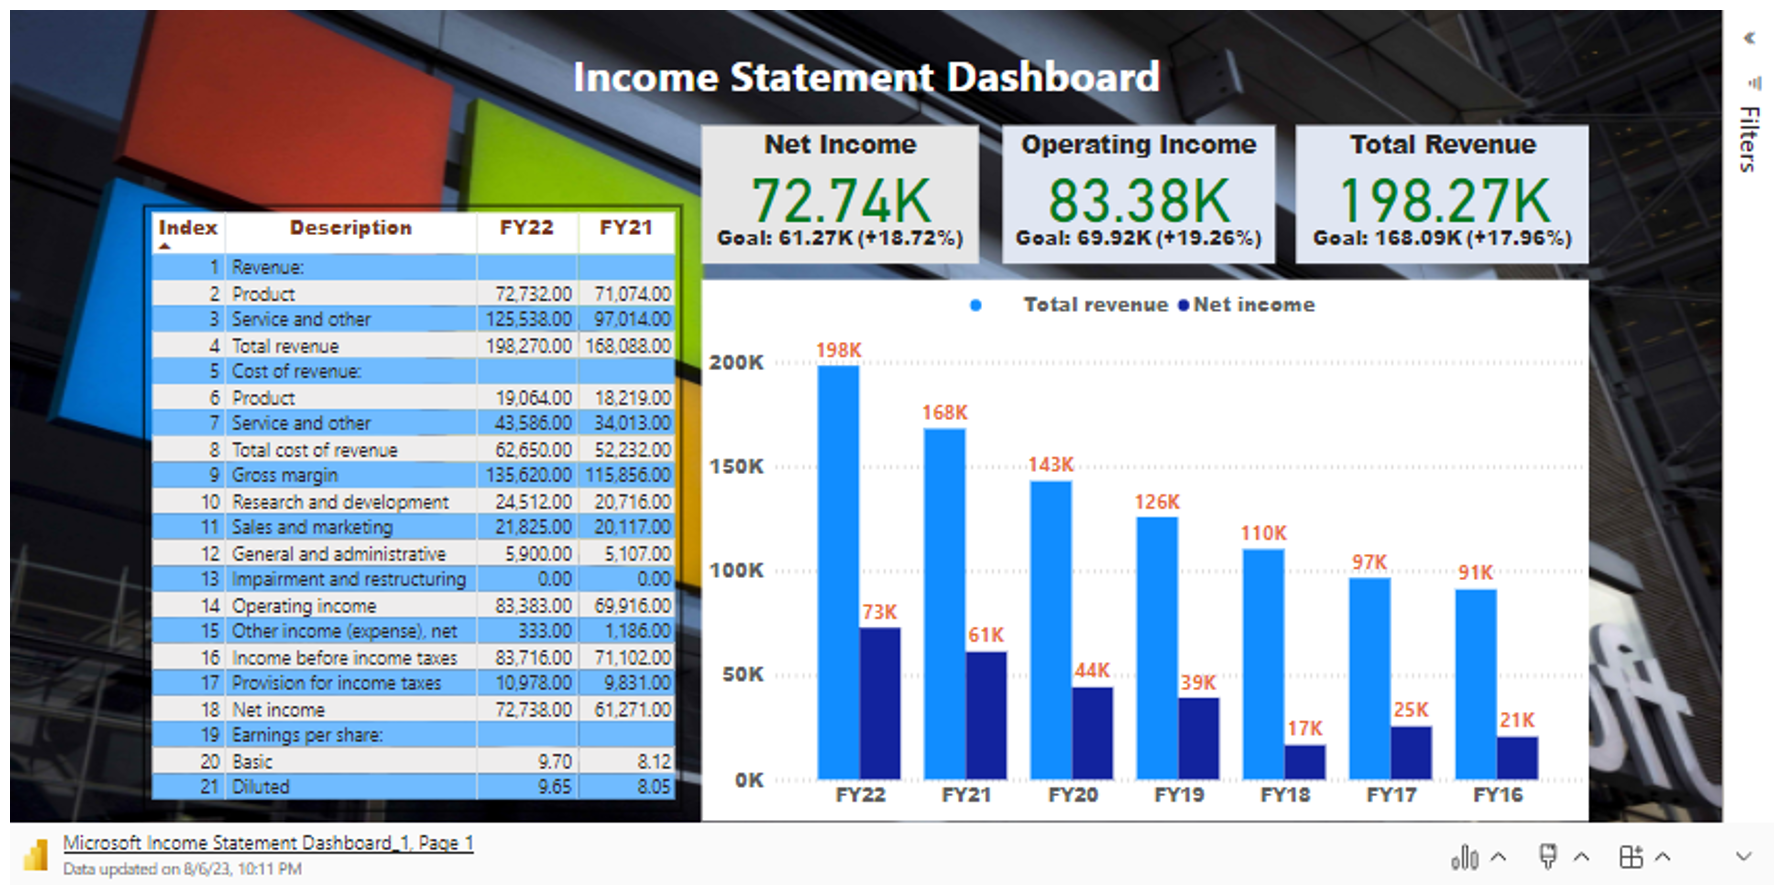 Income Statement Dashboard
Net Income
72.74K
Goal: 61.27K (+18.72%)
Operating Income
83.38K
Goal: 69.92K (+19.26%)
Total Revenue
198.27K
Goal: 168.09K (+17.96%)
Filters
Index Description FY22 FY21
1 Revenue:
2 Product 72,732.00 71,074.00
3 Service and other 125,538.00 97,014.00
4 Total revenue 198,270.00 168,088.00
5 Cost of revenue:
6 Product 19,064.00 18,219.00
7 Service and other 43,586.00 34,013.00
8 Total cost of revenue 62,650.00 52,232.00
9 Gross margin 135,620.00 115,856.00
10 Research and development 24,512.00 20,716.00
11 Sales and marketing 21,825.00 20,117.00
12 General and administrative 5,900.00 5,107.00
13 Impairment and restructuring 0.00 0.00
14 Operating income 83,383.00 69,916.00
15 Other income (expense), net 333.00 1,186.00
16 Income before income taxes 83,716.00 71,102.00
17 Provision for income taxes 10,978.00 9,831.00
18 Net income 72,738.00 61,271.00
19 Earnings per share:
20 Basic 9.70 8.12
21 Diluted 9.65 8.05
Total revenue Net income
200K
150K
100K
50K
0K
198K
73K
168K
61K
143K
44K
126K
39K
110K
17K
97K
25K
91K
21K
FY22 FY21 FY20 FY19 FY18 FY17 FY16
oft
Microsoft Income Statement Dashboard_1, Page 1
Data updated on 8/6/23, 10:11 PM